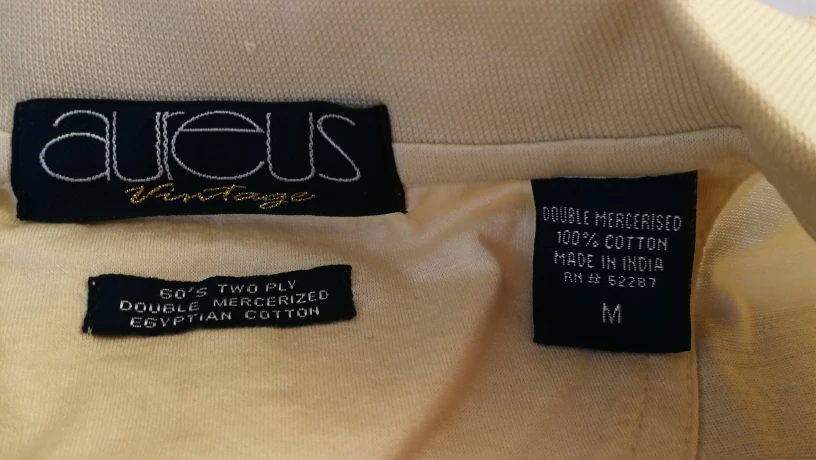 aureus
Vintage
60'S TWO PLY
DOUBLE MERCERIZED
EGYPTIAN COTTON
DOUBLE MERCERISED
100% COTTON
MADE IN INDIA
RN # 62287
M